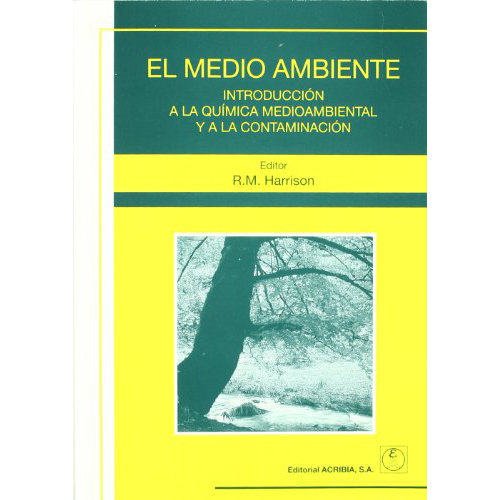 EL MEDIO AMBIENTE
INTRODUCCIÓN
A LA QUÍMICA MEDIOAMBIENTAL
Y A LA CONTAMINACIÓN
Editor
R.M. Harrison
Editorial ACRIBIA, S.A.